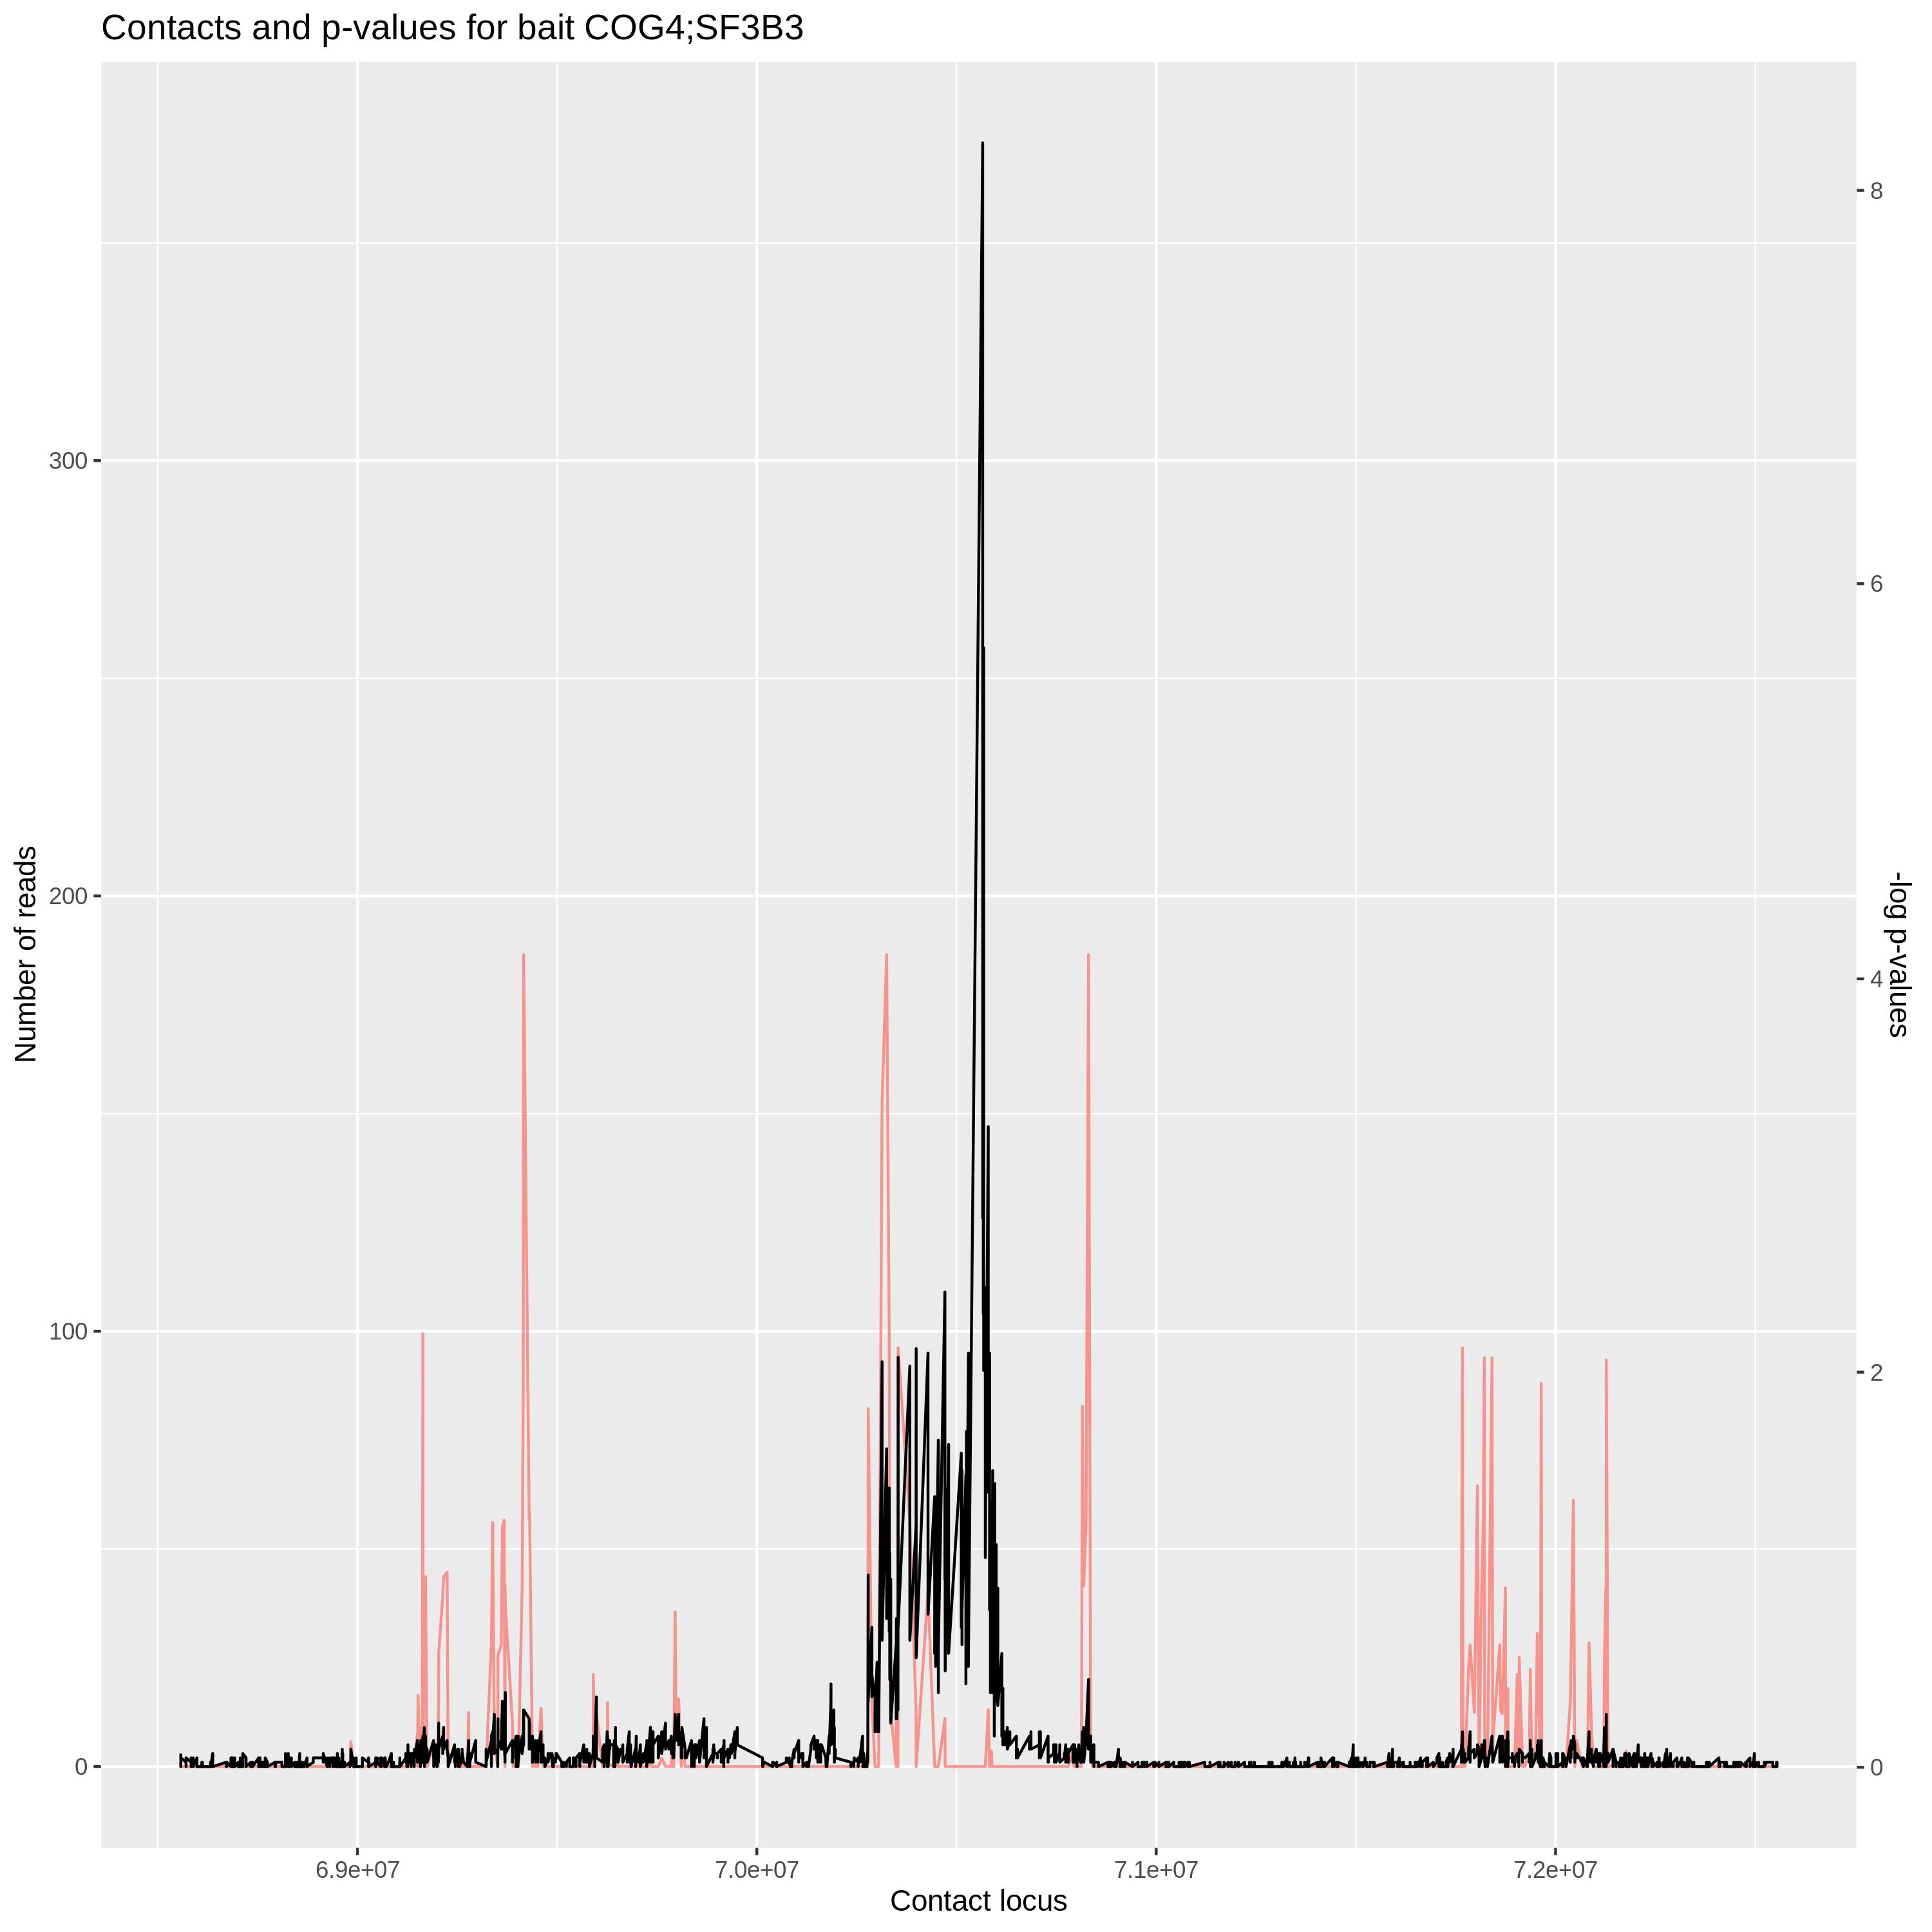 Contacts and p-values for bait COG4;SF3B3
Number of reads
300
200
100
0
8
6
4
2
0
-log p-values
6.9e+07
7.0e+07
7.1e+07
7.2e+07
Contact locus